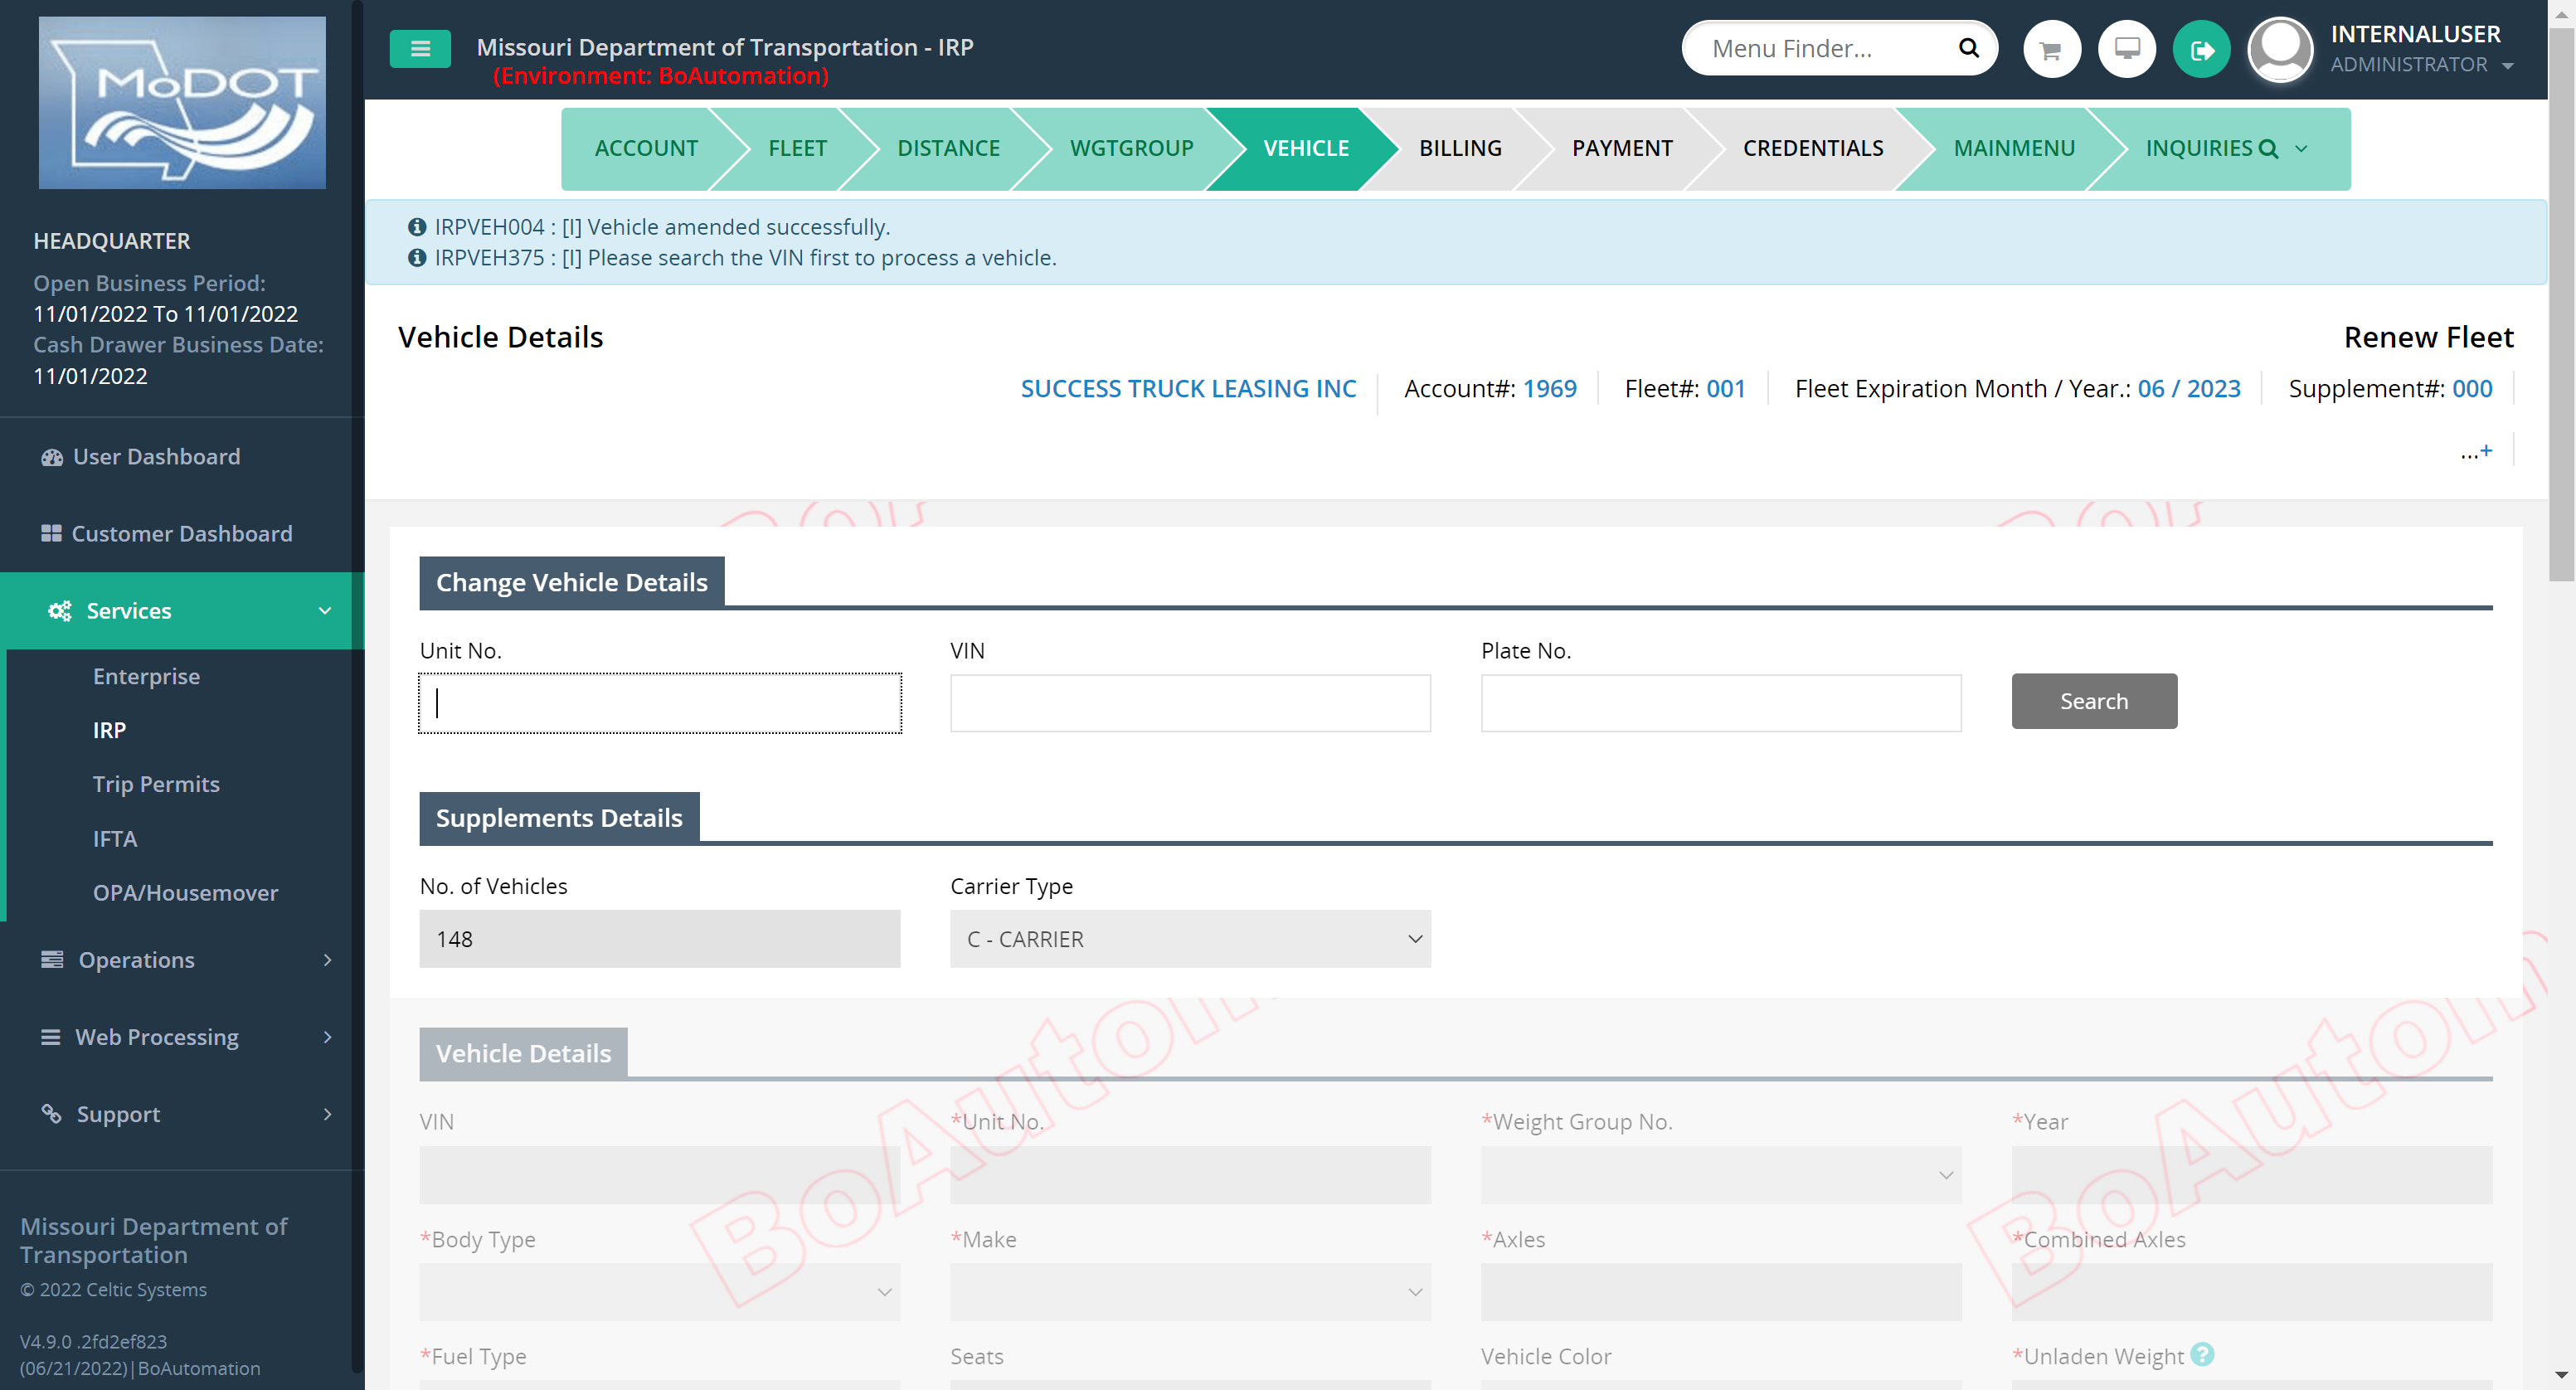 MoDOT
HEADQUARTER
Open Business Period:
11/01/2022 To 11/01/2022
Cash Drawer Business Date:
11/01/2022
User Dashboard
Customer Dashboard
Services
Enterprise
IRP
Trip Permits
IFTA
OPA/Housemover
Operations
Web Processing
Support
Missouri Department of
Transportation
© 2022 Celtic Systems
V4.9.0 .2fd2ef823
(06/21/2022)|BoAutomation
Missouri Department of Transportation - IRP
(Environment: BoAutomation)
Menu Finder...
INTERNALUSER
ADMINISTRATOR
ACCOUNT
FLEET
DISTANCE
WGTGROUP
VEHICLE
BILLING
PAYMENT
CREDENTIALS
MAINMENU
INQUIRIES
IRPVEH004 : [I] Vehicle amended successfully.
IRPVEH375 : [I] Please search the VIN first to process a vehicle.
Vehicle Details
Renew Fleet
SUCCESS TRUCK LEASING INC
Account#: 1969
Fleet#: 001
Fleet Expiration Month / Year.: 06 / 2023
Supplement#: 000
...+
Change Vehicle Details
Unit No.
VIN
Plate No.
Search
Supplements Details
No. of Vehicles
Carrier Type
148
C - CARRIER
Vehicle Details
VIN
*Unit No.
*Weight Group No.
*Year
*Body Type
*Make
*Axles
*Combined Axles
*Fuel Type
Seats
Vehicle Color
*Unladen Weight ?